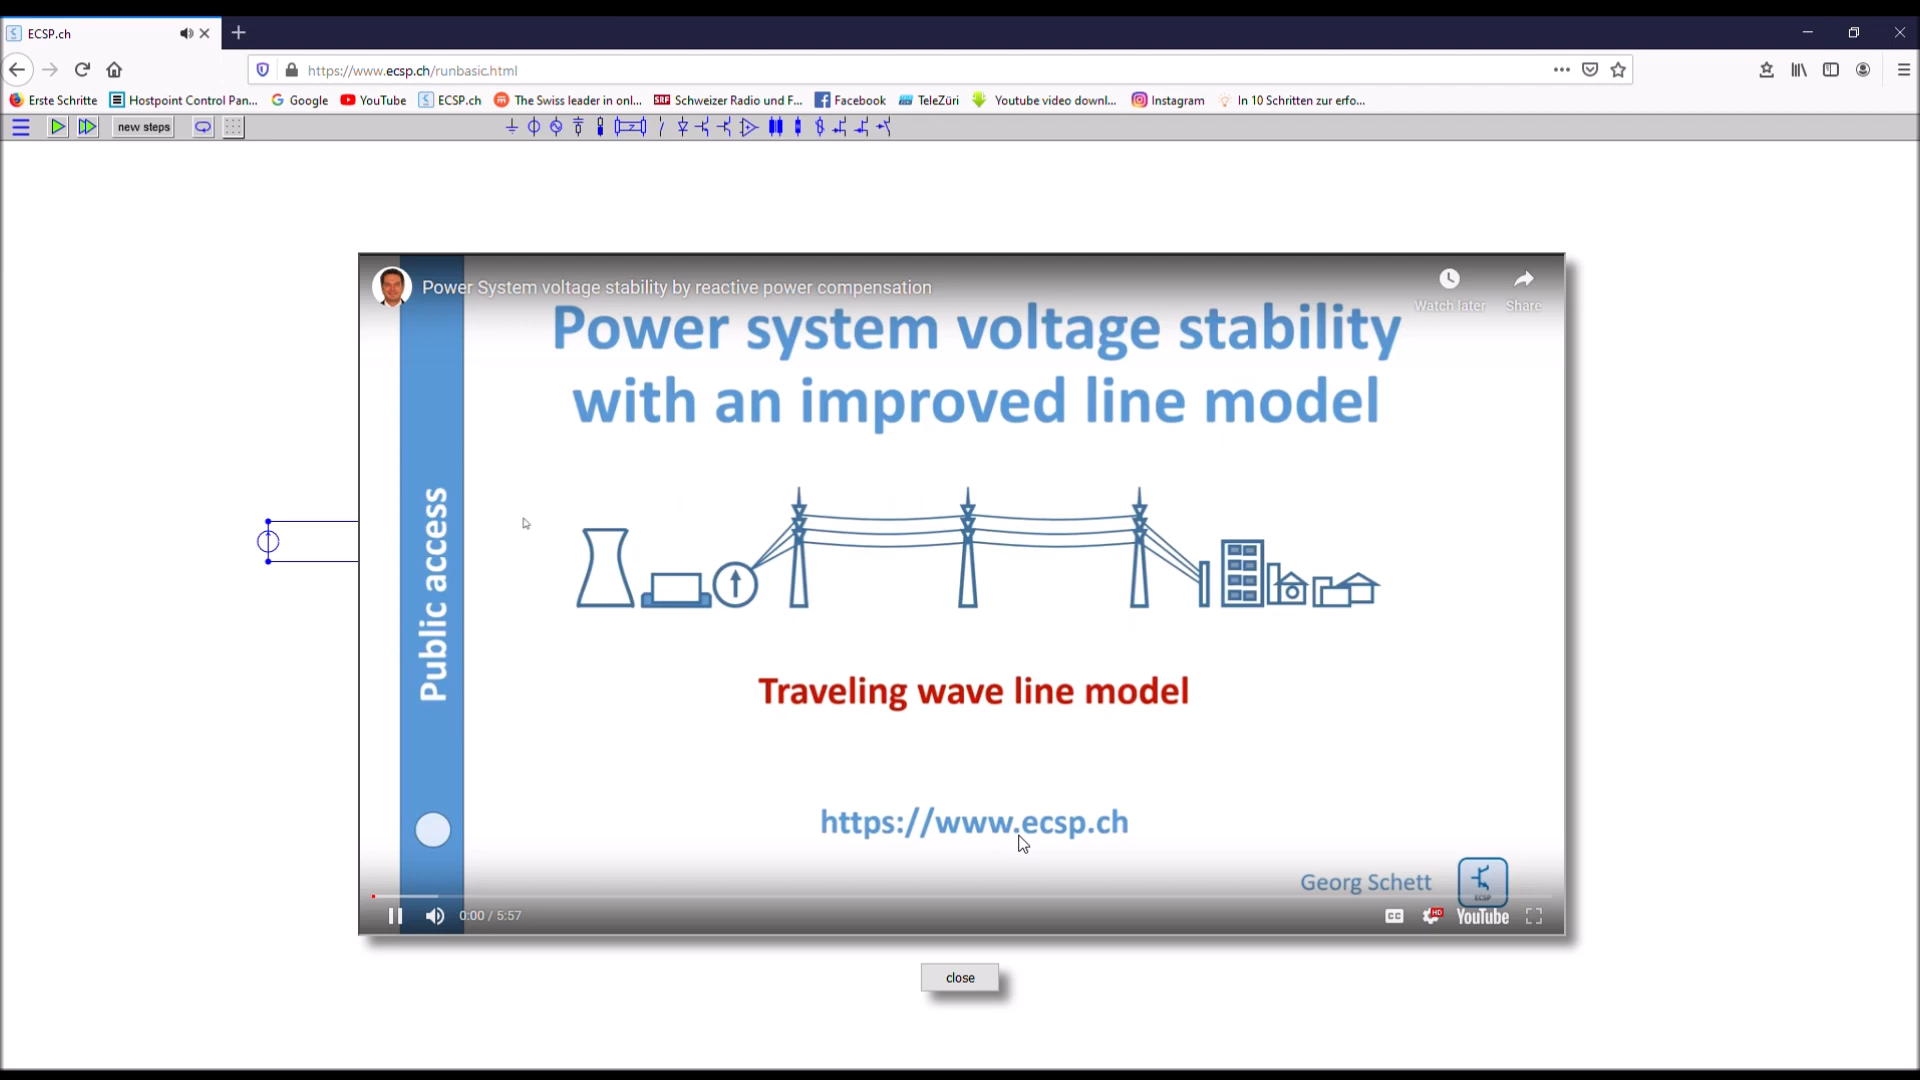 ECSP.ch
https://www.ecsp.ch/runbasic.html
Erste Schritte
Hostpoint Control Pan...
Google
YouTube
ECSP.ch
The Swiss leader in onl...
SRF Schweizer Radio und F...
Facebook
TeleZüri
Youtube video downl...
Instagram
In 10 Schritten zur erfo...
new steps
Power System voltage stability by reactive power compensation
Watch later
Share
Power system voltage stability
with an improved line model
Public access
Traveling wave line model
https://www.ecsp.ch
Georg Schett
ECSP
0:00 / 5:57
CC
HD
YouTube
close